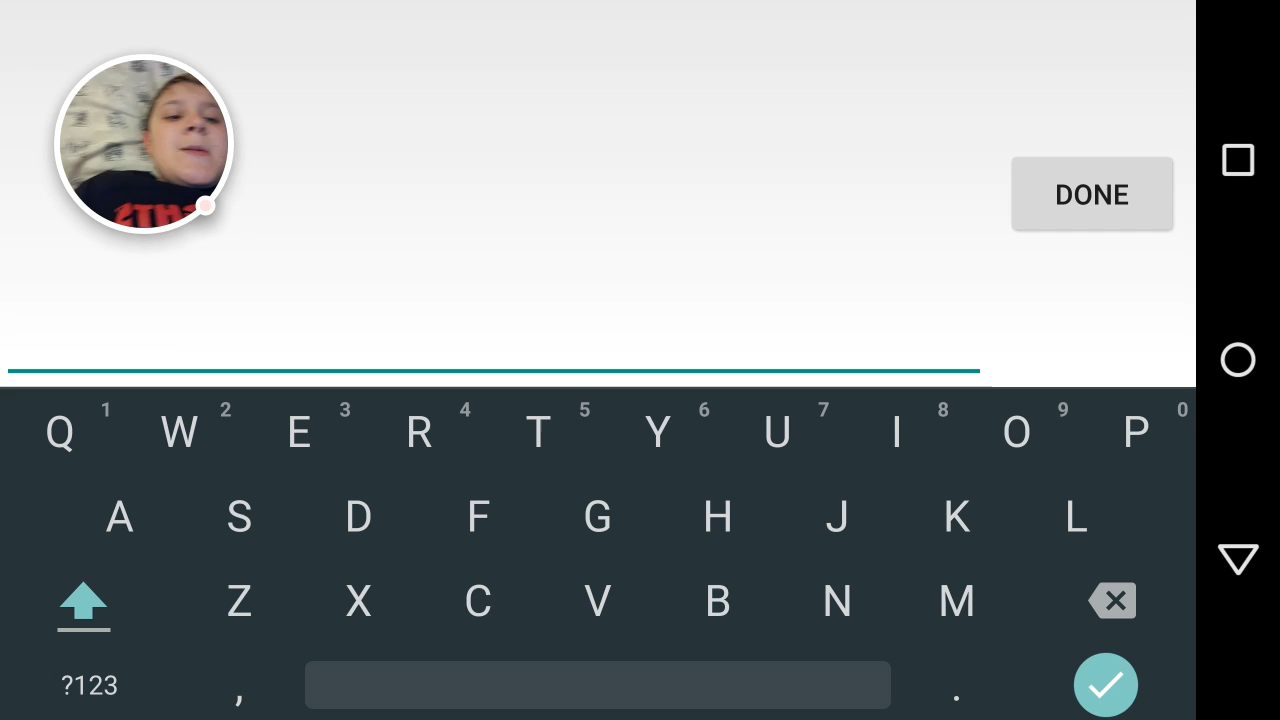 DONE
Q 1 W 2 E 3 R 4 T 5 Y 6 U 7 I 8 O 9 P 0
A S D F G H J K L
Z X C V B N M
?123 , .